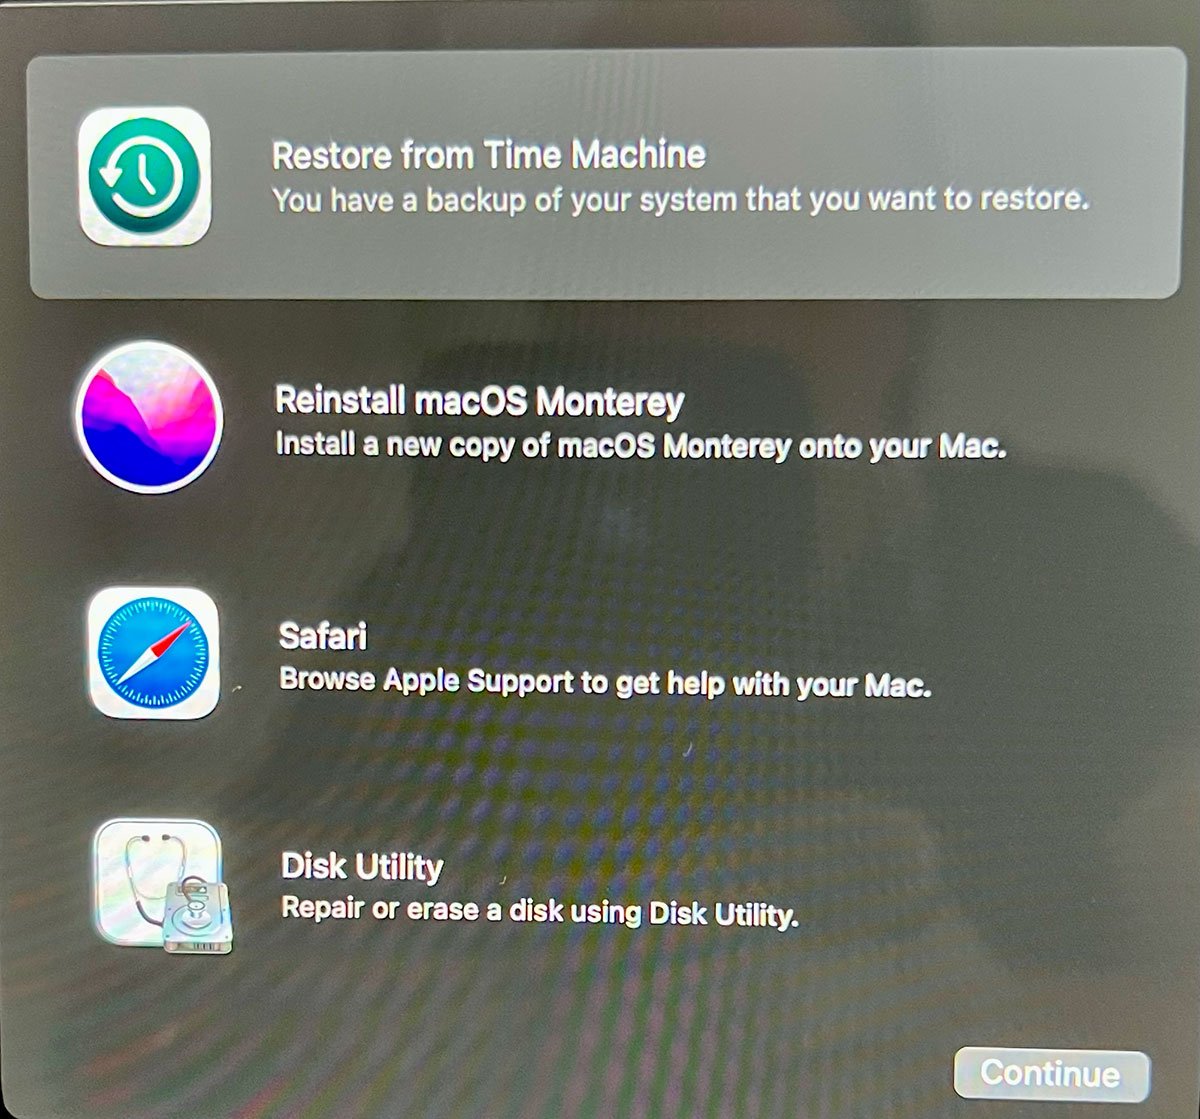 Restore from Time Machine
You have a backup of your system that you want to restore.
Reinstall macOS Monterey
Install a new copy of macOS Monterey onto your Mac.
Safari
Browse Apple Support to get help with your Mac.
Disk Utility
Repair or erase a disk using Disk Utility.
Continue